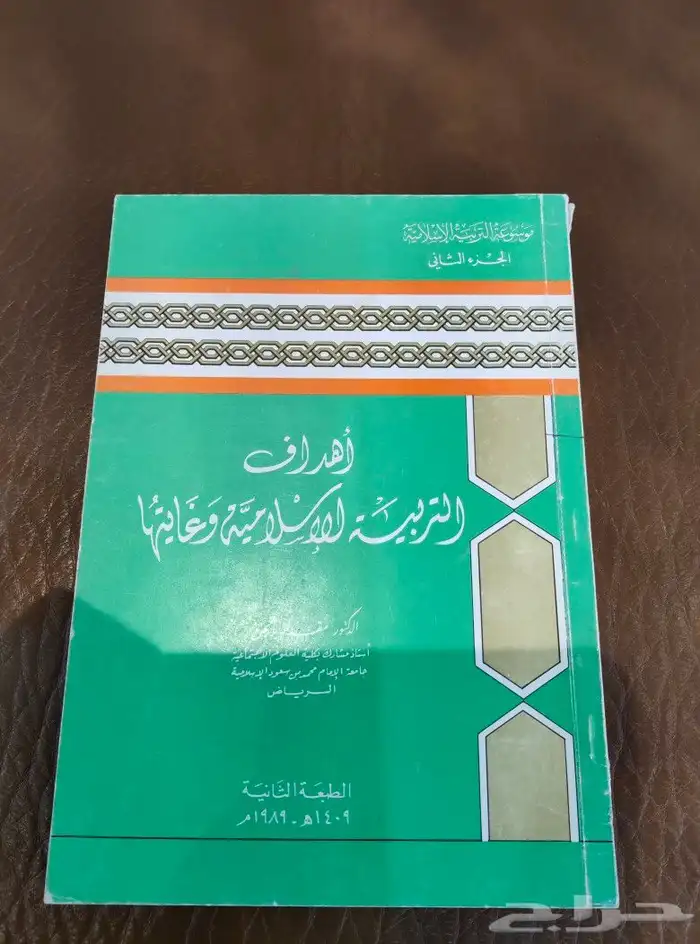 موسوعة التربية الإسلامية
الجزء الثاني
أهداف
التربية الإسلامية وغايتها
الدكتور
أستاذ مشارك بكلية العلوم الاجتماعية
جامعة الإمام محمد بن سعود الإسلامية
الرياض
الطبعة الثانية
١٤٠٩هـ - ١٩٨٩م
حراج